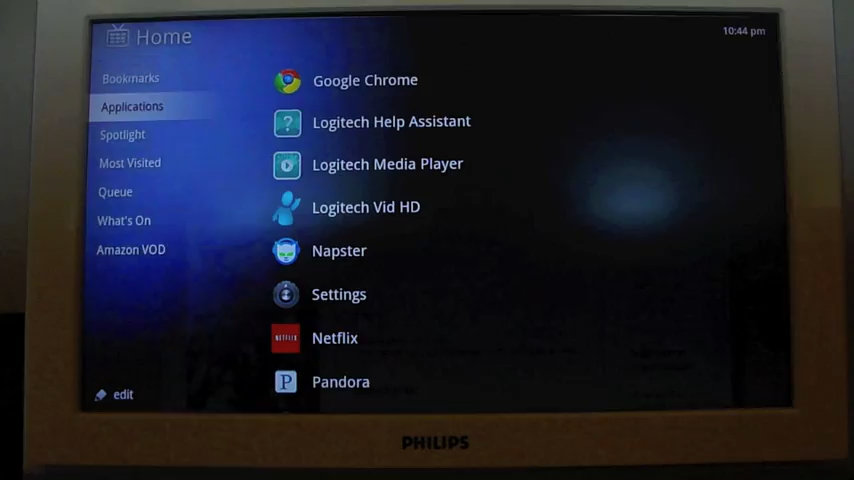 Home
10:44 pm
Bookmarks
Applications
Spotlight
Most Visited
Queue
What's On
Amazon VOD
edit
Google Chrome
?
Logitech Help Assistant
Logitech Media Player
Logitech Vid HD
Napster
Settings
NETFLIX
Netflix
P
Pandora
PHILIPS